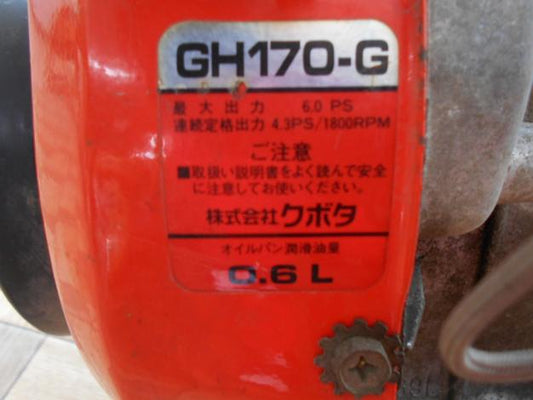 GH170-G
最大出力 6.0 PS
連続定格出力 4.3PS/1800RPM
ご注意
■取扱い説明書をよく読んで安全
に注意してお使いください。
株式会社クボタ
オイルパン潤滑油量
0.6 L